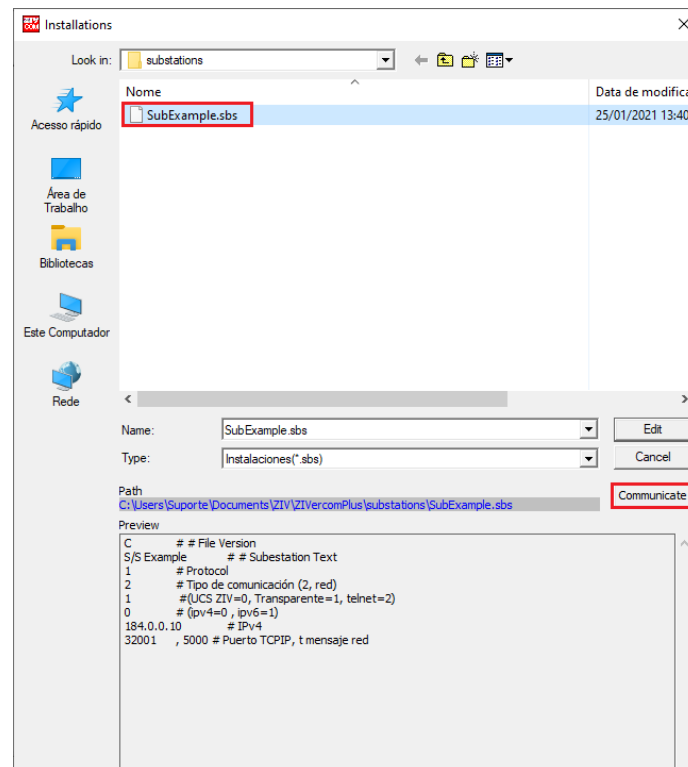 ZIV COM Installations
Look in: substations
Nome Data de modifica
SubExample.sbs 25/01/2021 13:40
Acesso rápido
Área de
Trabalho
Bibliotecas
Este Computador
Rede
Name: SubExample.sbs Edit
Type: Instalaciones(*.sbs) Cancel
Path
C:\Users\Suporte\Documents\ZIV\ZIVercomPlus\substations\SubExample.sbs
Communicate
Preview
C # # File Version
S/S Example # # Subestation Text
1 # Protocol
2 # Tipo de comunicación (2, red)
1 #(UCS ZIV=0, Transparente=1, telnet=2)
0 # (ipv4=0 , ipv6=1)
184.0.0.10 # IPv4
32001 , 5000 # Puerto TCPIP, t mensaje red